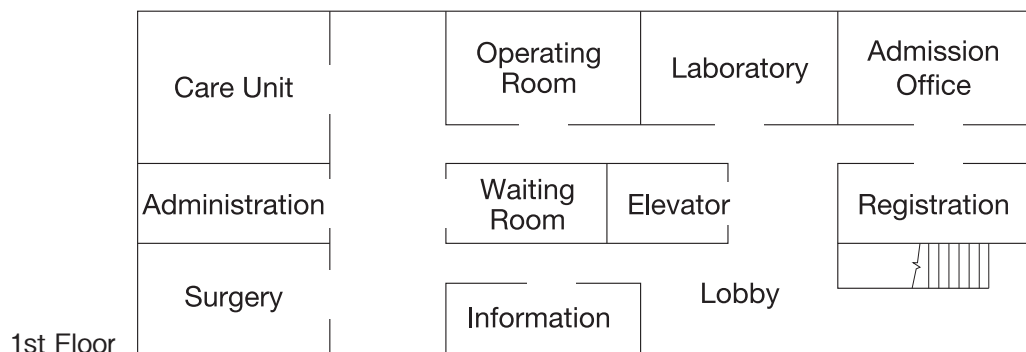 Care Unit
Operating
Room
Laboratory
Admission
Office
Administration
Waiting
Room
Elevator
Registration
Surgery
Information
Lobby
1st Floor